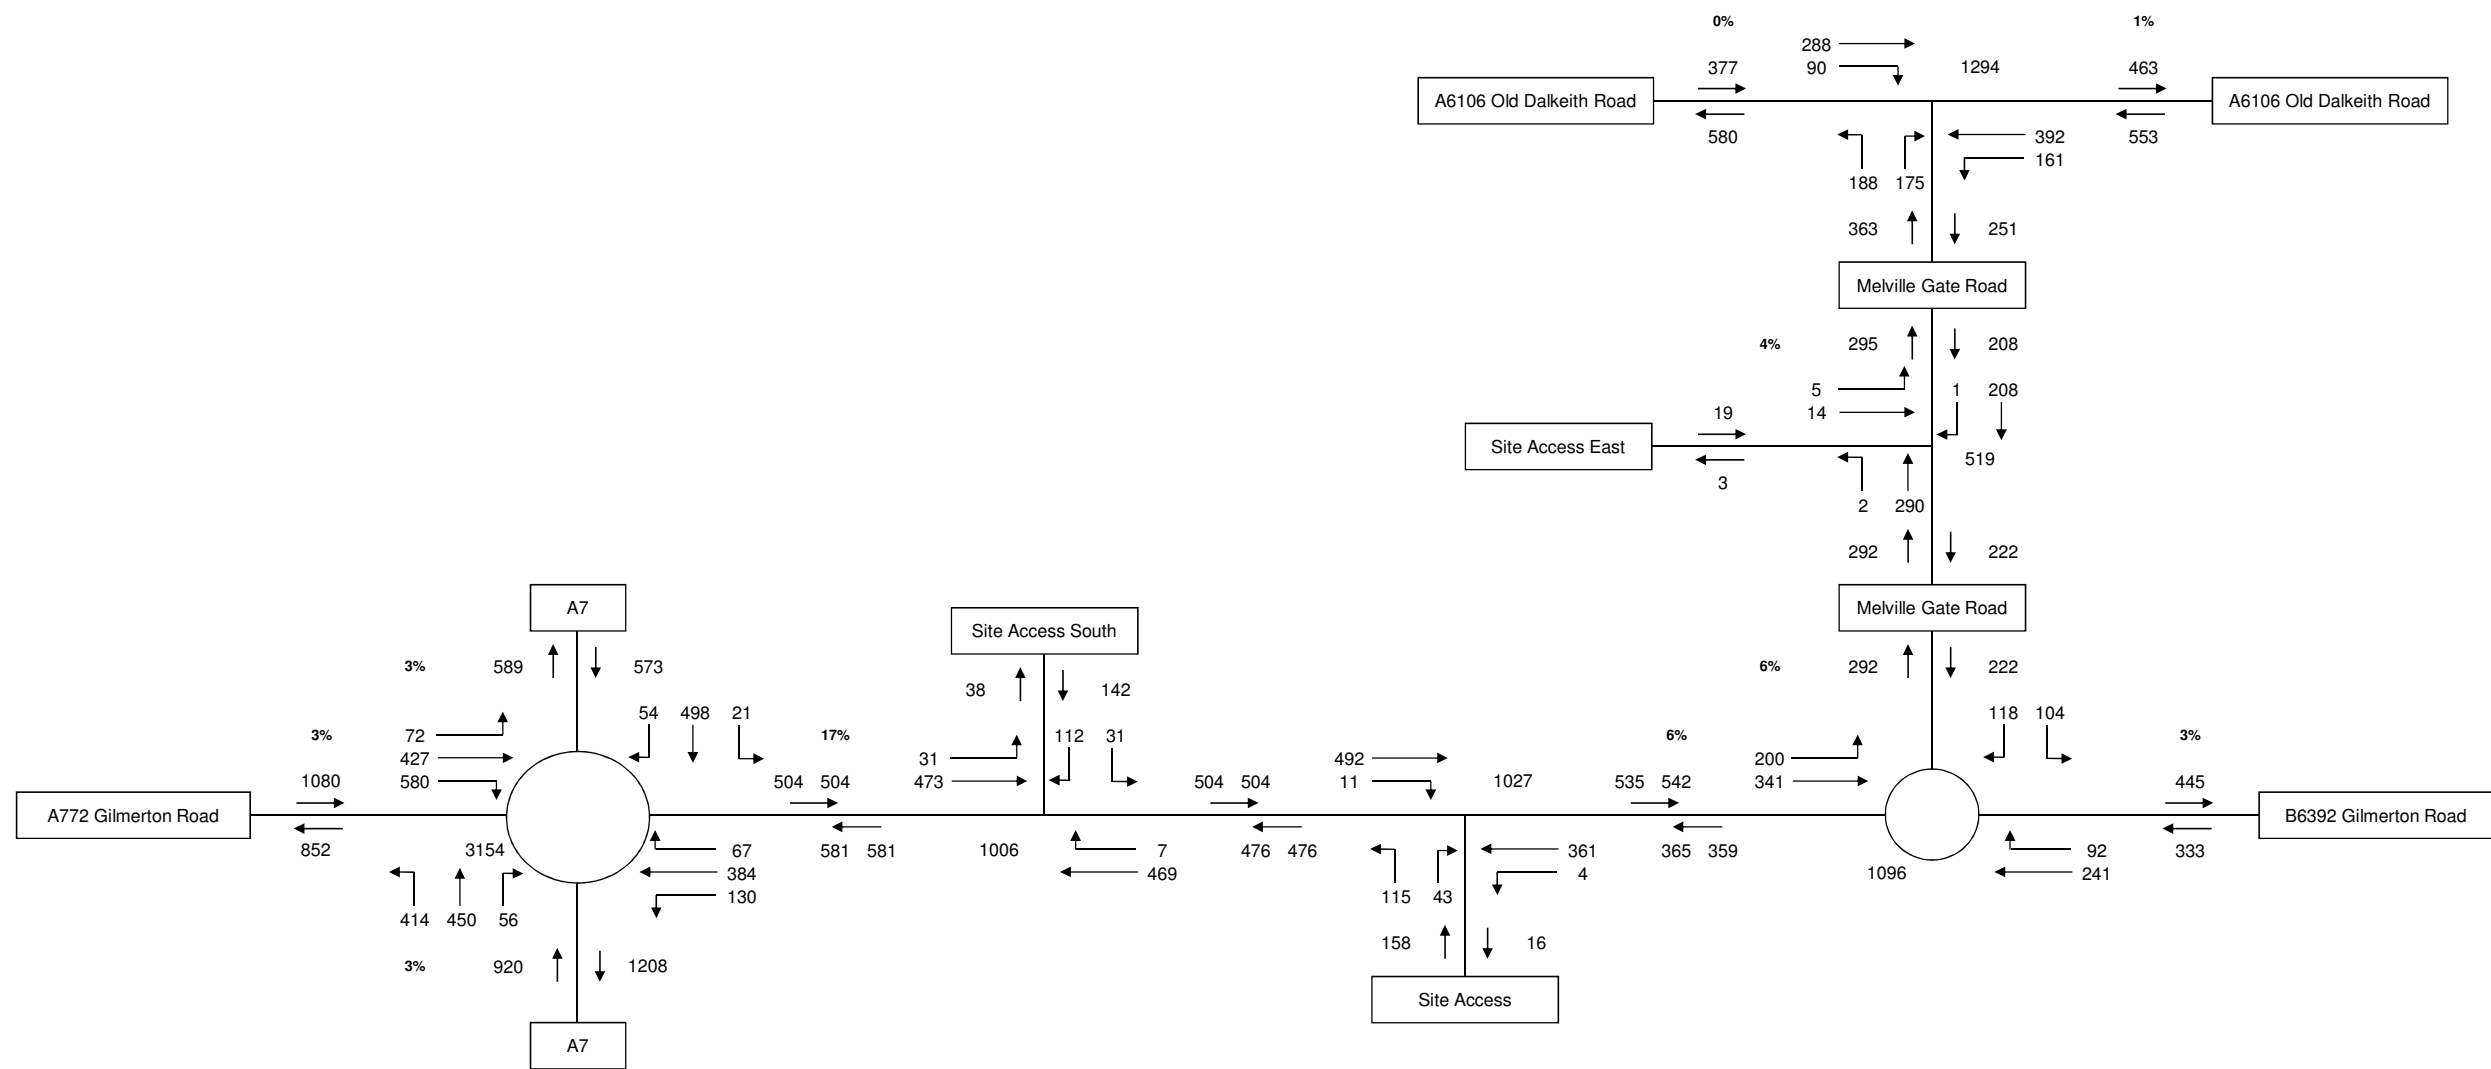 0% 1%
288
377 90 1294 463
A6106 Old Dalkeith Road A6106 Old Dalkeith Road
580 392 553
161
188 175
363 251
Melville Gate Road
4% 295 208
5 1 208
19 14
Site Access East
519
3
2 290
292 222
A7 Melville Gate Road
Site Access South
3% 589 573 6% 292 222
38 142
54 498 21 118 104
3% 72 17% 112 31 6% 3%
427 31 492 200
1080 580 504 504 473 504 504 11 1027 535 542 341 445
A772 Gilmerton Road B6392 Gilmerton Road
852 3154 67 581 581 1006 7 476 476 361 365 359 92 333
384 469 4 1096 241
130 115 43
414 450 56
158 16
3% 920 1208
Site Access
A7